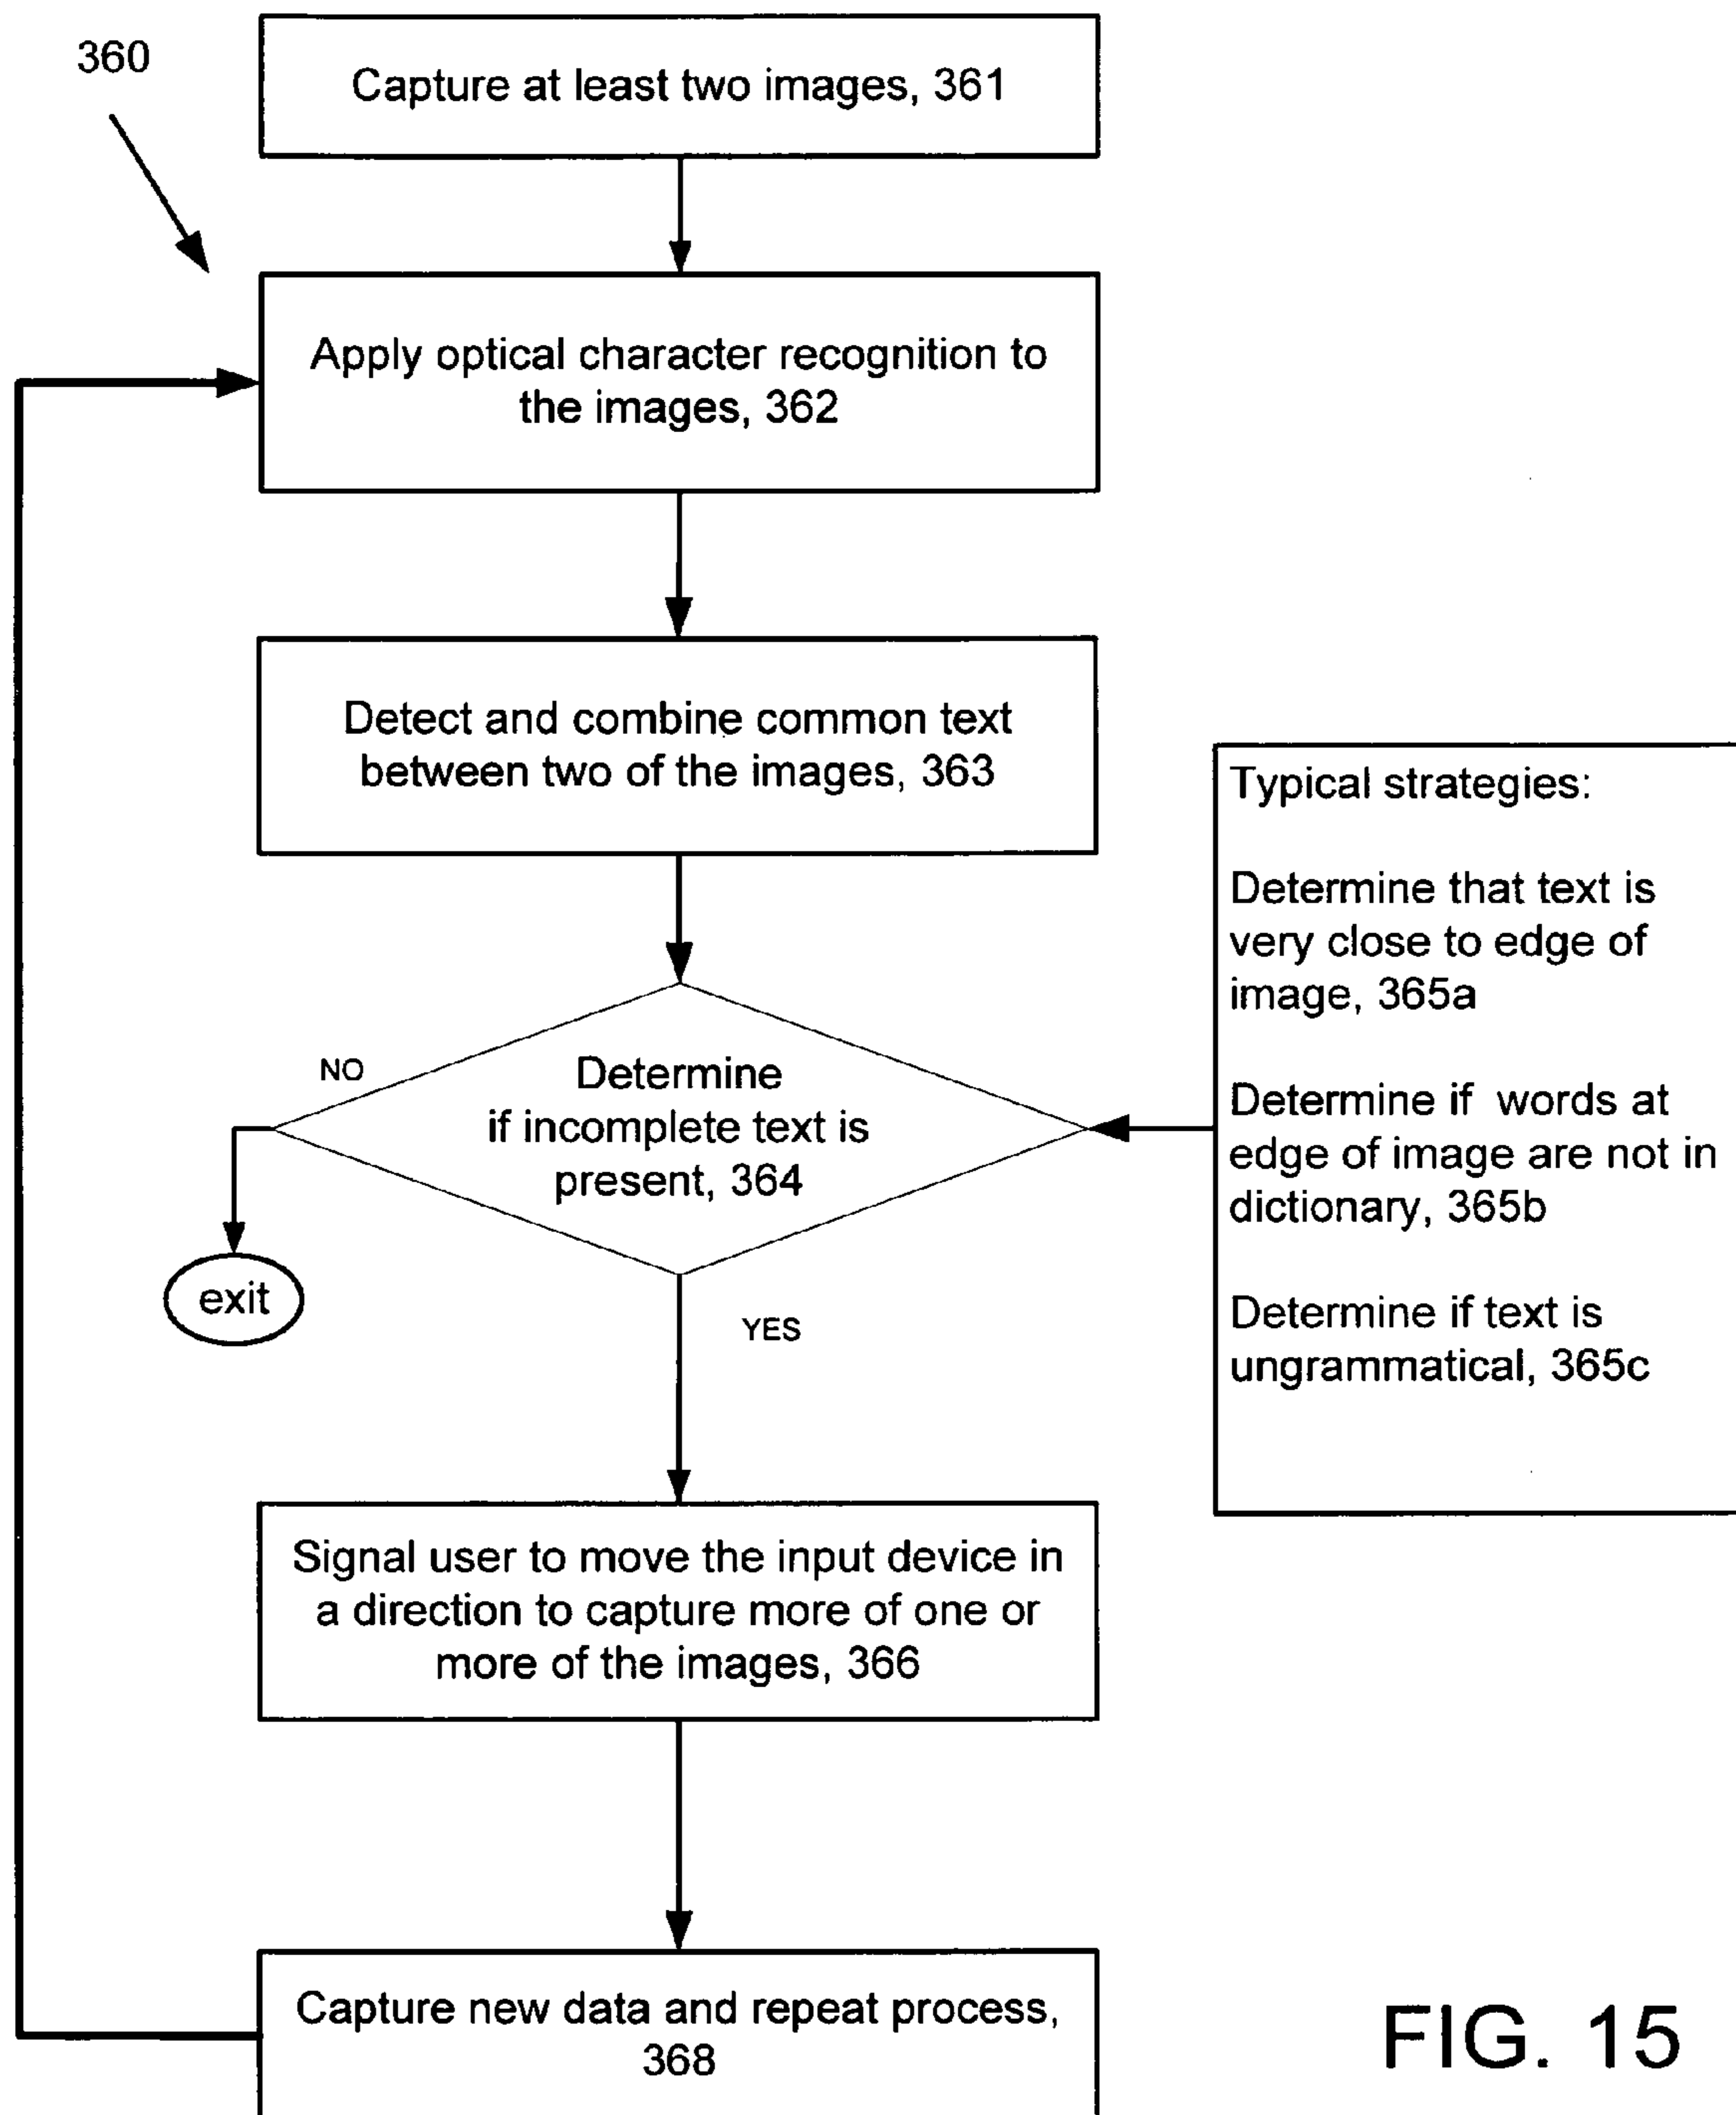 360
Capture at least two images, 361
Apply optical character recognition to
the images, 362
Detect and combine common text
between two of the images, 363
Typical strategies:
Determine that text is
very close to edge of
image, 365a
Determine if  words at
edge of image are not in
dictionary, 365b
Determine if text is
ungrammatical, 365c
NO
Determine
if incomplete text is
present, 364
exit
YES
Signal user to move the input device in
a direction to capture more of one or
more of the images, 366
Capture new data and repeat process,
368
FIG. 15